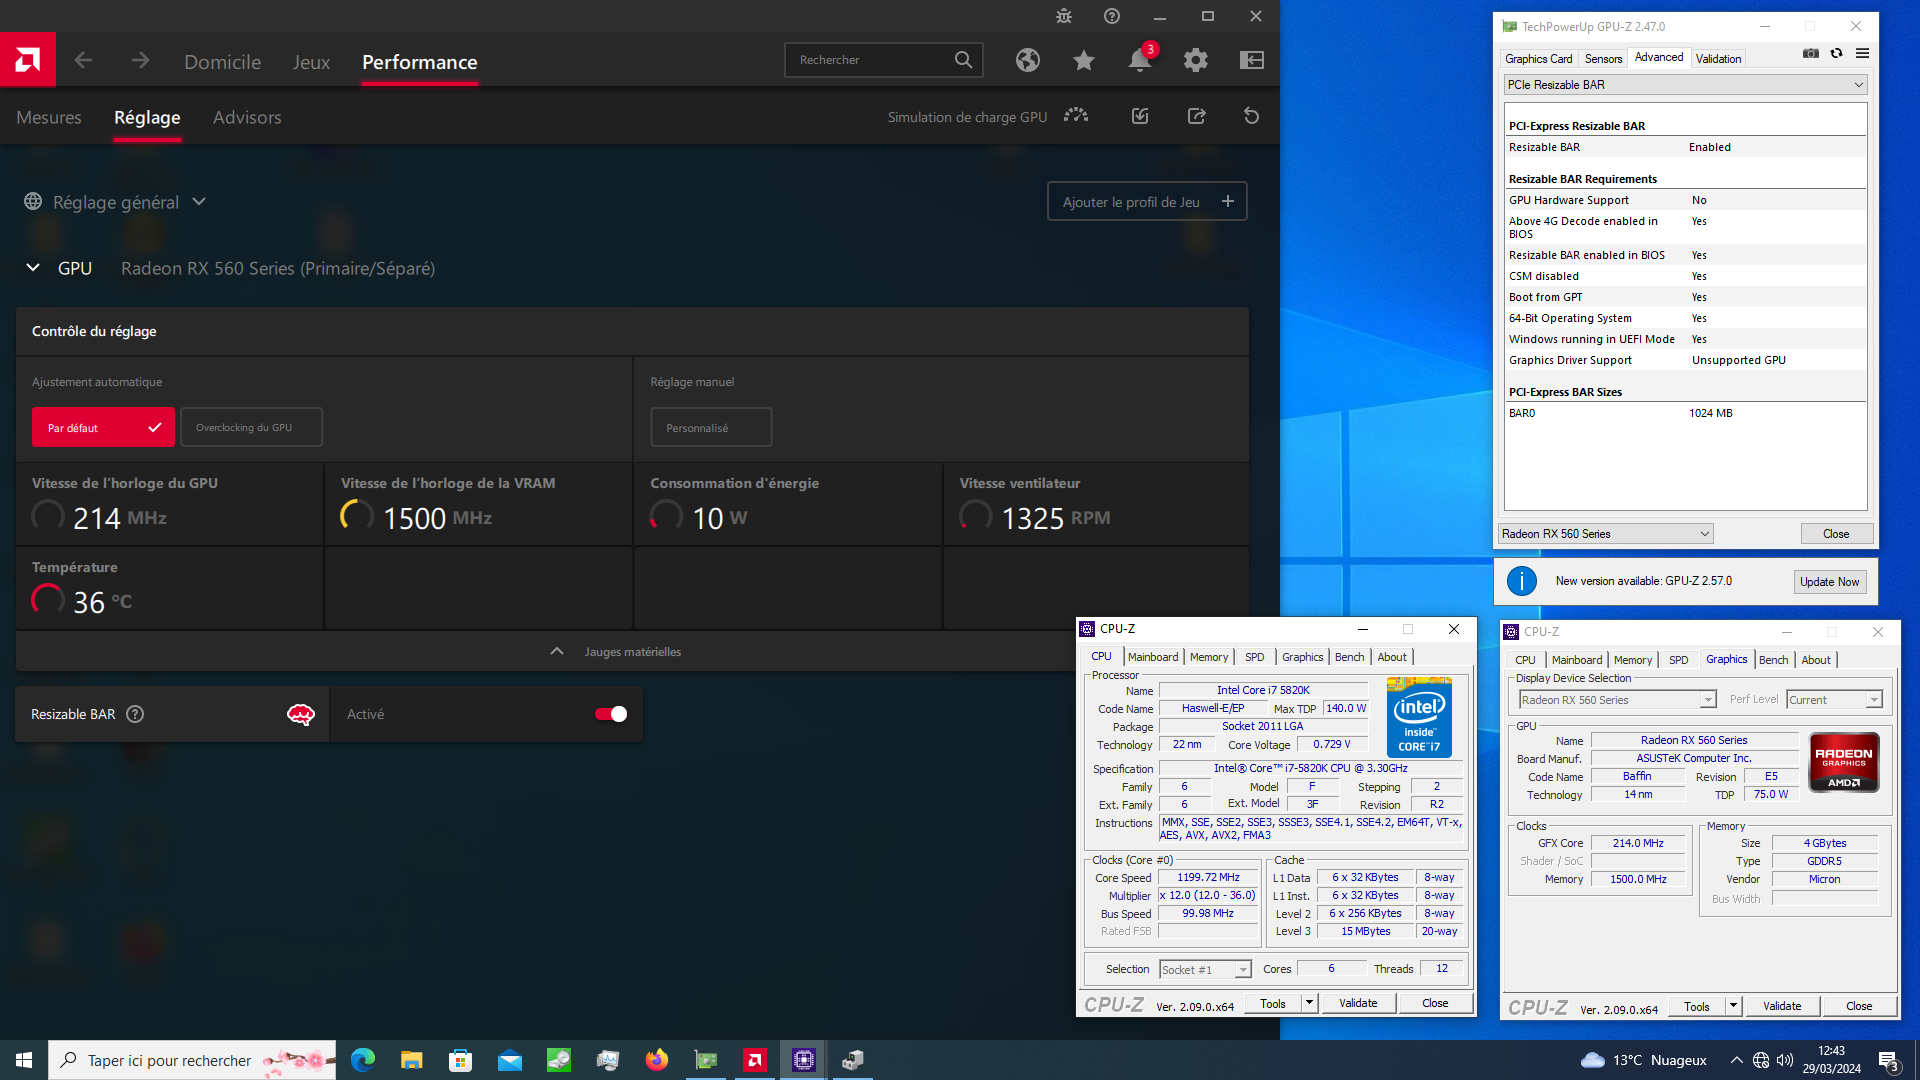 Domicile
Jeux
Performance
Rechercher
3
Mesures
Réglage
Advisors
Simulation de charge GPU
Réglage général
Ajouter le profil de Jeu
GPU
Radeon RX 560 Series (Primaire/Séparé)
Contrôle du réglage
Ajustement automatique
Réglage manuel
Par défaut
Overclocking du GPU
Personnalisé
Vitesse de l'horloge du GPU
214 MHz
Vitesse de l'horloge de la VRAM
1500 MHz
Consommation d'énergie
10 W
Vitesse ventilateur
1325 RPM
Température
36 °C
Jauges matérielles
Resizable BAR
Activé
TechPowerUp GPU-Z 2.47.0
Graphics Card Sensors Advanced Validation
PCIe Resizable BAR
PCI-Express Resizable BAR
Resizable BAR Enabled
Resizable BAR Requirements
GPU Hardware Support No
Above 4G Decode enabled in BIOS Yes
Resizable BAR enabled in BIOS Yes
CSM disabled Yes
Boot from GPT Yes
64-Bit Operating System Yes
Windows running in UEFI Mode Yes
Graphics Driver Support Unsupported GPU
PCI-Express BAR Sizes
BAR0 1024 MB
Radeon RX 560 Series
Close
New version available: GPU-Z 2.57.0
Update Now
CPU-Z
CPU Mainboard Memory SPD Graphics Bench About
Processor
Name Intel Core i7 5820K
Code Name Haswell-E/EP Max TDP 140.0 W
Package Socket 2011 LGA
Technology 22 nm Core Voltage 0.729 V
intel
inside™
CORE™i7
Specification Intel® Core™ i7-5820K CPU @ 3.30GHz
Family 6 Model F Stepping 2
Ext. Family 6 Ext. Model 3F Revision R2
Instructions MMX, SSE, SSE2, SSE3, SSSE3, SSE4.1, SSE4.2, EM64T, VT-x,
AES, AVX, AVX2, FMA3
Clocks (Core #0)
Core Speed 1199.72 MHz
Multiplier x 12.0 (12.0 - 36.0)
Bus Speed 99.98 MHz
Rated FSB
Cache
L1 Data 6 x 32 KBytes 8-way
L1 Inst. 6 x 32 KBytes 8-way
Level 2 6 x 256 KBytes 8-way
Level 3 15 MBytes 20-way
Selection Socket #1 Cores 6 Threads 12
CPU-Z Ver. 2.09.0.x64 Tools Validate Close
CPU-Z
CPU Mainboard Memory SPD Graphics Bench About
Display Device Selection
Radeon RX 560 Series Perf Level Current
GPU
Name Radeon RX 560 Series
Board Manuf. ASUSTeK Computer Inc.
Code Name Baffin Revision E5
Technology 14 nm TDP 75.0 W
RADEON
GRAPHICS
AMD
Clocks
GFX Core 214.0 MHz
Shader / SoC
Memory 1500.0 MHz
Memory
Size 4 GBytes
Type GDDR5
Vendor Micron
Bus Width
CPU-Z Ver. 2.09.0.x64 Tools Validate Close
Taper ici pour rechercher
13°C Nuageux
12:43
29/03/2024
3